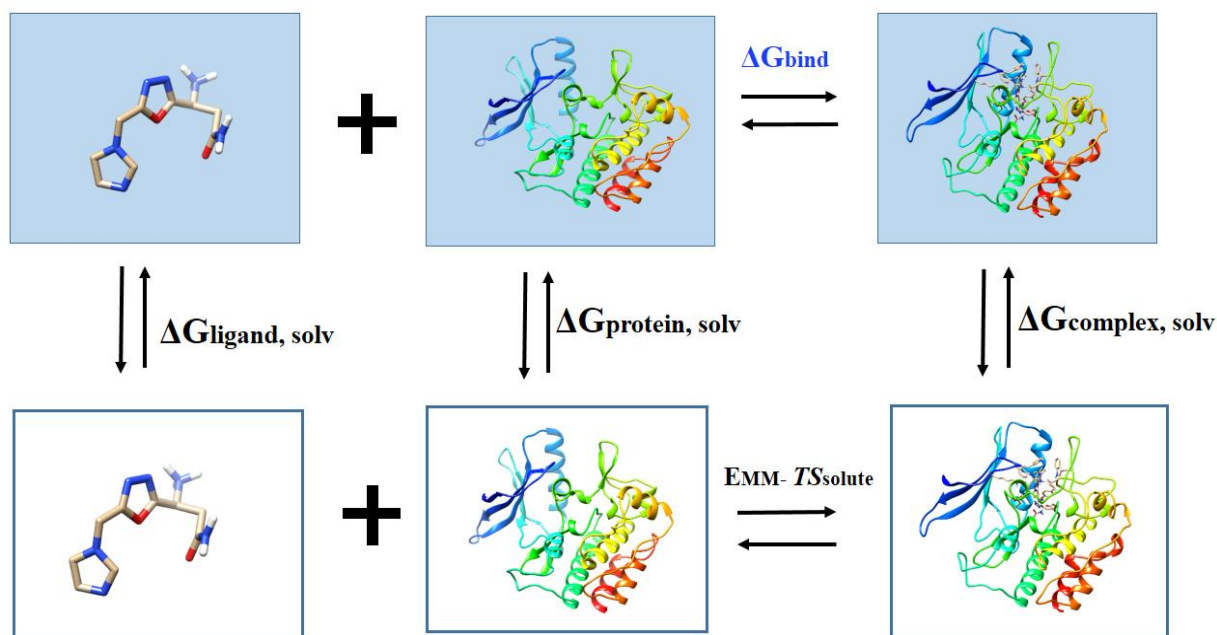 ΔGbind
ΔGligand, solv
ΔGprotein, solv
ΔGcomplex, solv
EMM- TSsolute